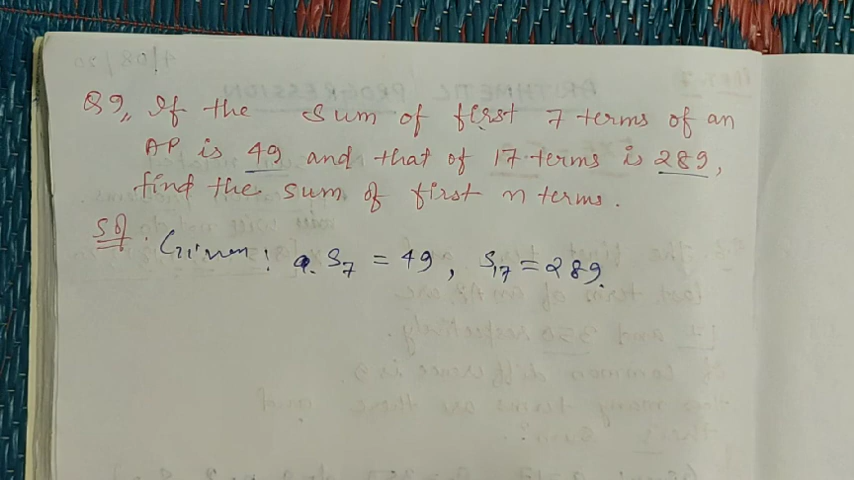 Q9,, If the sum of first 7 terms of an
AP is 49 and that of 17 terms is 289,
find the sum of first n terms.
Sol. Given: S₇ = 49, S₁₇ = 289.